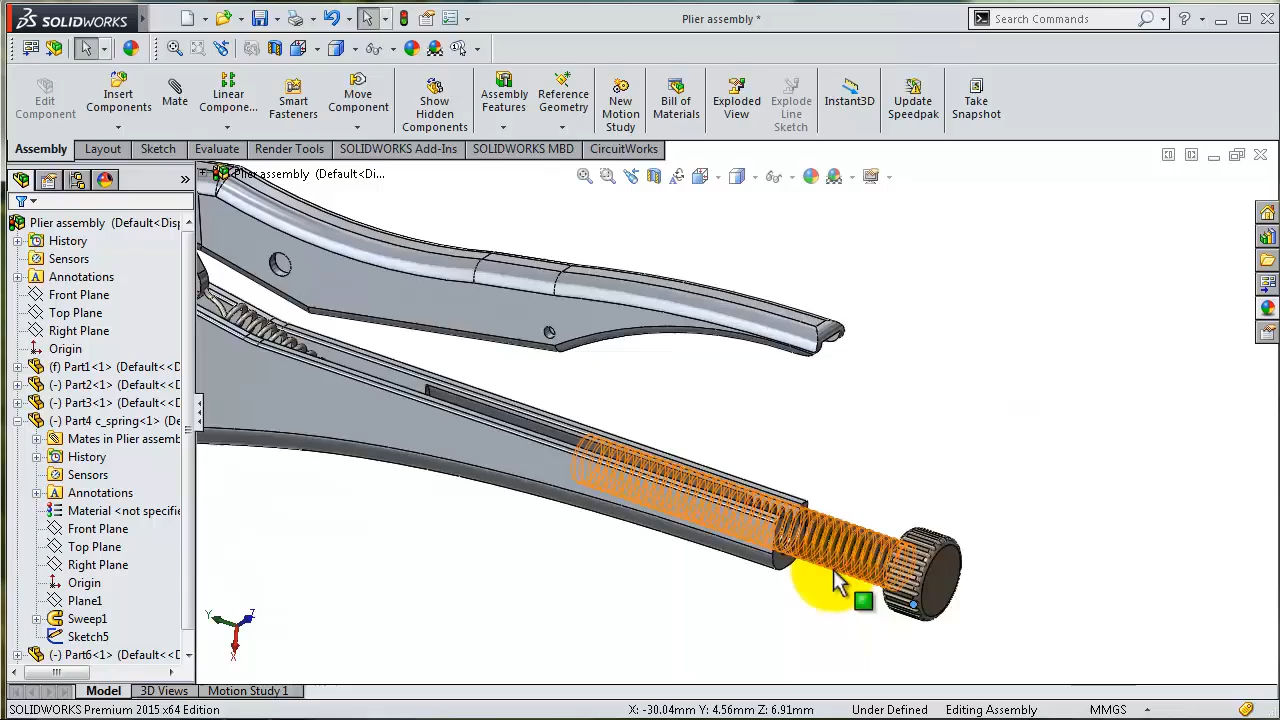 SOLIDWORKS
Plier assembly *
Search Commands
Edit Component
Insert Components
Mate
Linear Compone...
Smart Fasteners
Move Component
Show Hidden Components
Assembly Features
Reference Geometry
New Motion Study
Bill of Materials
Exploded View
Explode Line Sketch
Instant3D
Update Speedpak
Take Snapshot
Assembly
Layout
Sketch
Evaluate
Render Tools
SOLIDWORKS Add-Ins
SOLIDWORKS MBD
CircuitWorks
Plier assembly (Default<Di...
Plier assembly (Default<Disp
History
Sensors
Annotations
Front Plane
Top Plane
Right Plane
Origin
(f) Part1<1> (Default<<D
(-) Part2<1> (Default<<D
(-) Part3<1> (Default<<D
(-) Part4 c_spring<1> (De
Mates in Plier assemb
History
Sensors
Annotations
Material <not specifie
Front Plane
Top Plane
Right Plane
Origin
Plane1
Sweep1
Sketch5
(-) Part6<1> (Default<<D
Y
Z
X
Model
3D Views
Motion Study 1
SOLIDWORKS Premium 2015 x64 Edition
X: -30.04mm Y: 4.56mm Z: 6.91mm
Under Defined
Editing Assembly
MMGS